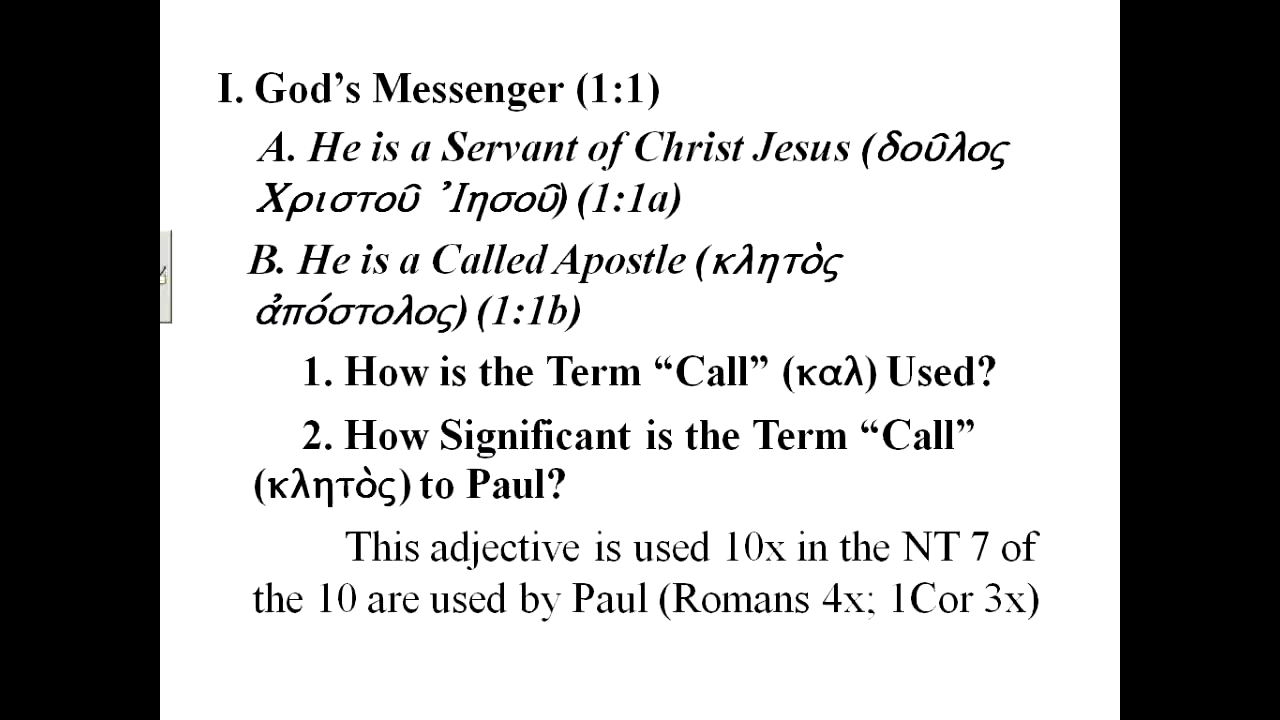 I. God’s Messenger (1:1)
A. He is a Servant of Christ Jesus (δοῦλος
Χριστοῦ Ἰησοῦ) (1:1a)
B. He is a Called Apostle (κλητὸς
ἀπόστολος) (1:1b)
1. How is the Term “Call” (καλ) Used?
2. How Significant is the Term “Call”
(κλητὸς) to Paul?
This adjective is used 10x in the NT 7 of
the 10 are used by Paul (Romans 4x; 1Cor 3x)